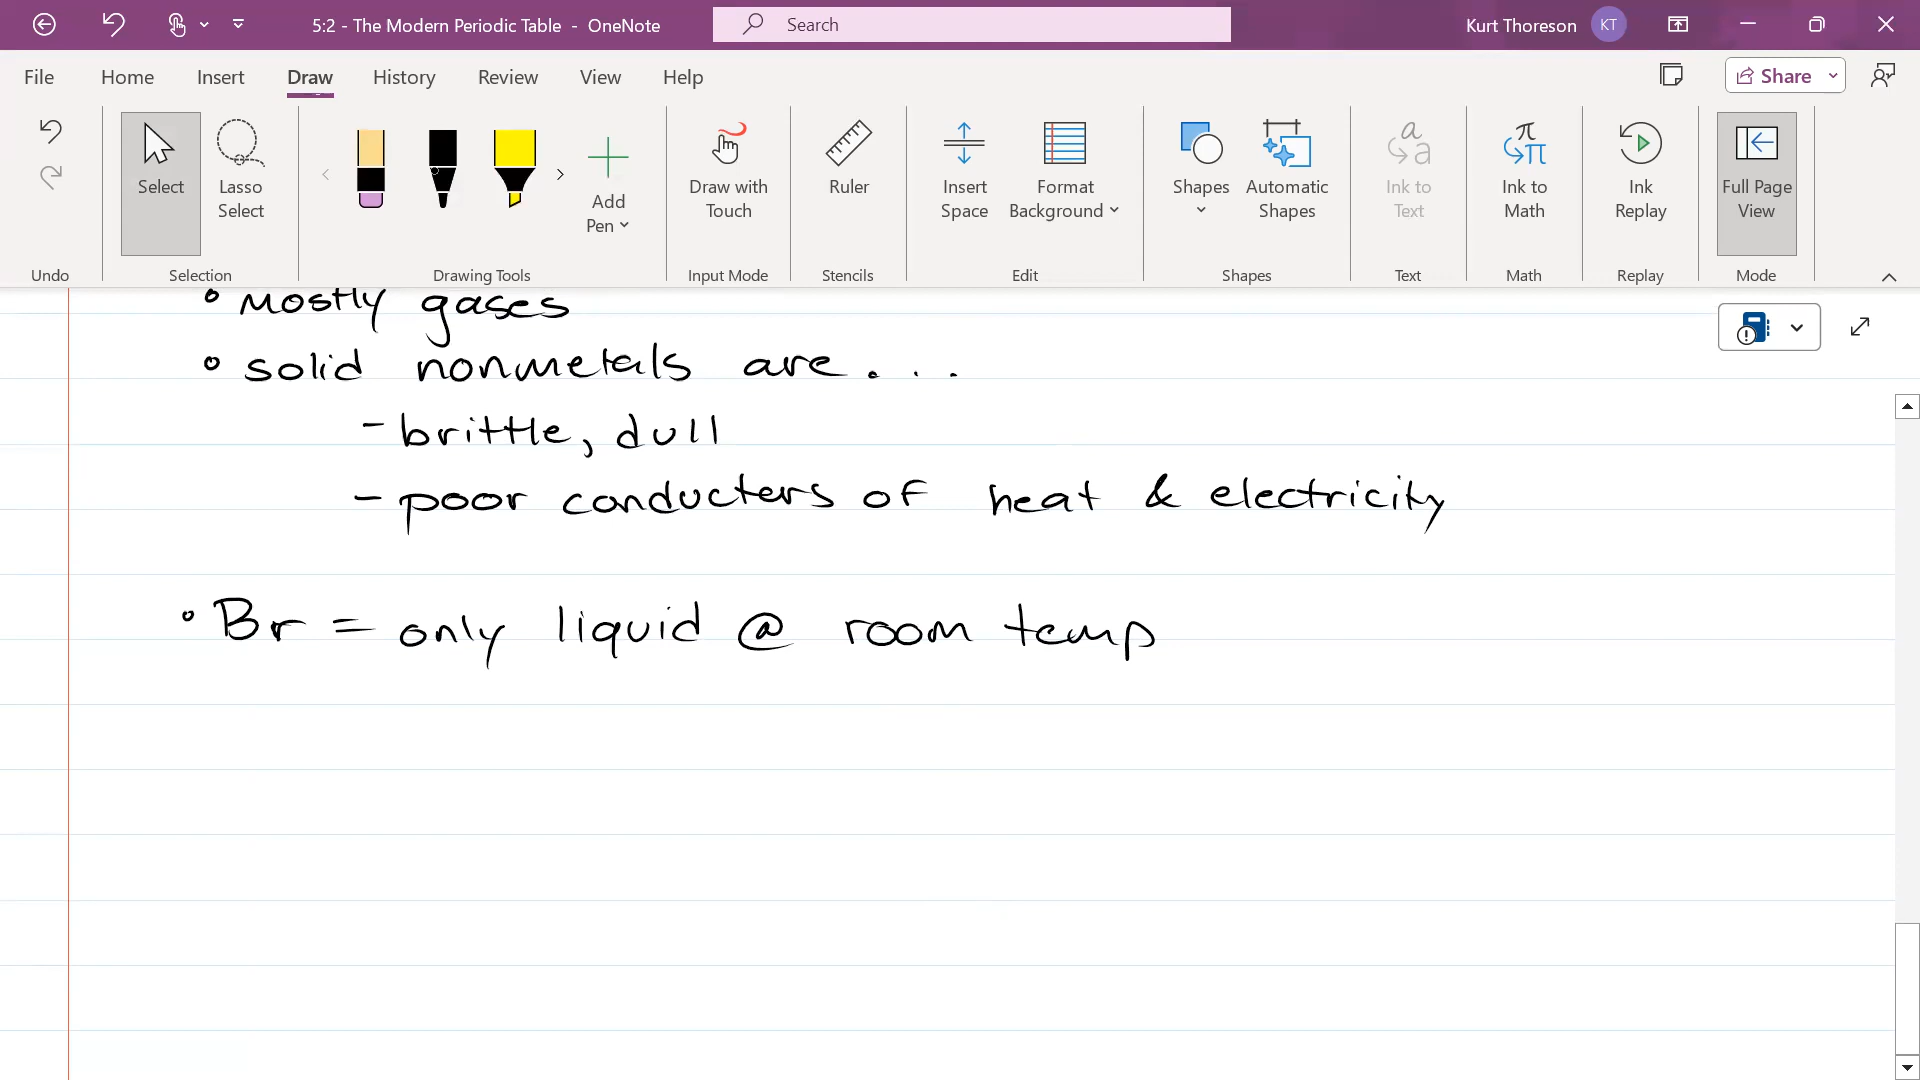 5:2 - The Modern Periodic Table - OneNote
Search
Kurt Thoreson KT
File Home Insert Draw History Review View Help
Share
Select
Lasso Select
Add Pen
Draw with Touch
Ruler
Insert Space
Format Background
Shapes
Automatic Shapes
Ink to Text
Ink to Math
Ink Replay
Full Page View
Undo Selection Drawing Tools Input Mode Stencils Edit Shapes Text Math Replay Mode
• mostly gases
• solid nonmetals are . . .
- brittle, dull
- poor conducters of heat & electricity
• Br = only liquid @ room temp